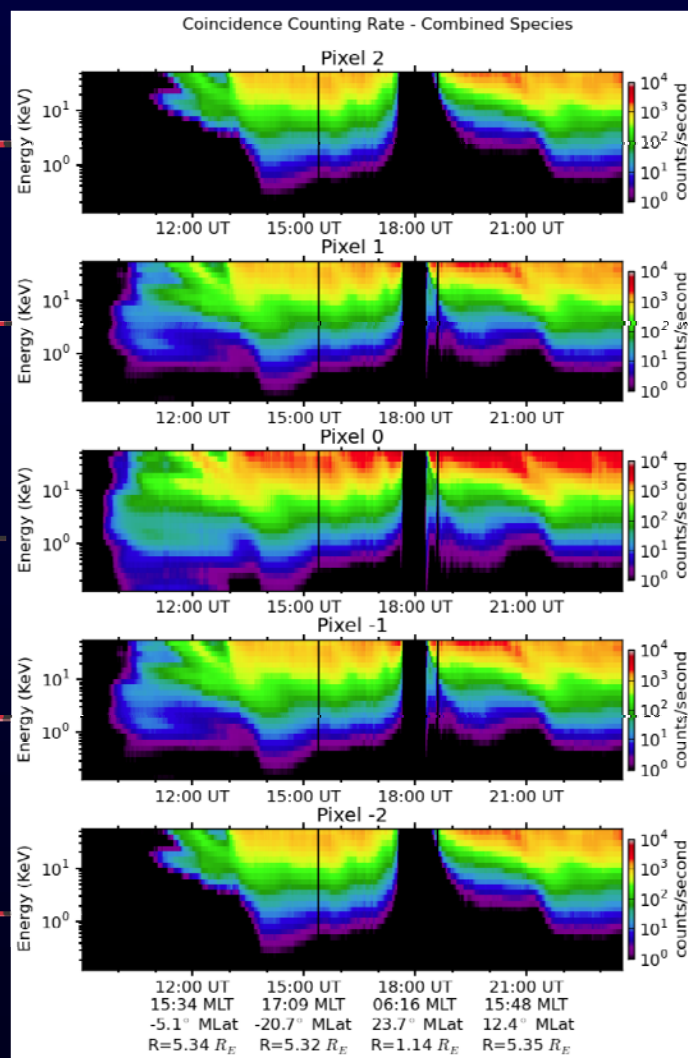 Coincidence Counting Rate - Combined Species
Pixel 2
Energy (KeV)
10¹
10⁰
12:00 UT 15:00 UT 18:00 UT 21:00 UT
10⁴
10³
10²
10¹
10⁰
counts/second
Pixel 1
Energy (KeV)
10¹
10⁰
12:00 UT 15:00 UT 18:00 UT 21:00 UT
10⁴
10³
10²
10¹
10⁰
counts/second
Pixel 0
Energy (KeV)
10¹
10⁰
12:00 UT 15:00 UT 18:00 UT 21:00 UT
10⁴
10³
10²
10¹
10⁰
counts/second
Pixel -1
Energy (KeV)
10¹
10⁰
12:00 UT 15:00 UT 18:00 UT 21:00 UT
10⁴
10³
10²
10¹
10⁰
counts/second
Pixel -2
Energy (KeV)
10¹
10⁰
10⁴
10³
10²
10¹
10⁰
counts/second
12:00 UT 15:00 UT 18:00 UT 21:00 UT
15:34 MLT 17:09 MLT 06:16 MLT 15:48 MLT
-5.1° MLat -20.7° MLat 23.7° MLat 12.4° MLat
R=5.34 R_E R=5.32 R_E R=1.14 R_E R=5.35 R_E